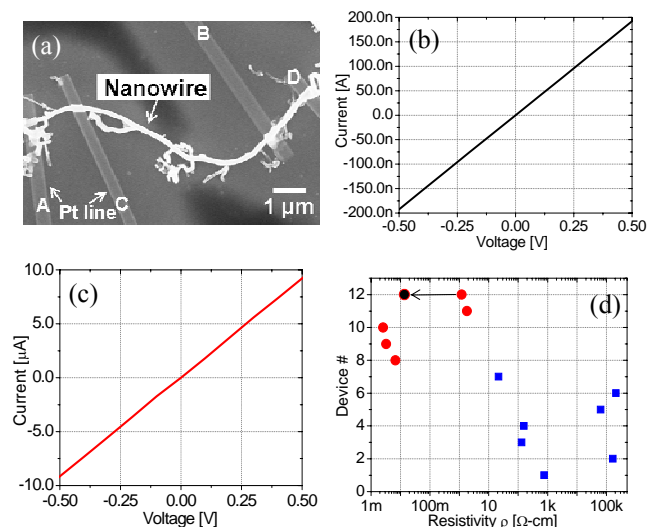 (a)
B
D
Nanowire
A
Pt line
C
1 µm
(b)
200.0n
150.0n
100.0n
50.0n
0.0
50.0n
100.0n
150.0n
200.0n
Current [A]
-0.50 -0.25 0.00 0.25 0.50
Voltage [V]
(c)
10.0
5.0
0.0
-5.0
-10.0
Current [µA]
-0.50 -0.25 0.00 0.25 0.50
Voltage [V]
(d)
12
10
8
6
4
2
0
Device #
1m 100m 10 1k 100k
Resistivity ρ [Ω-cm]